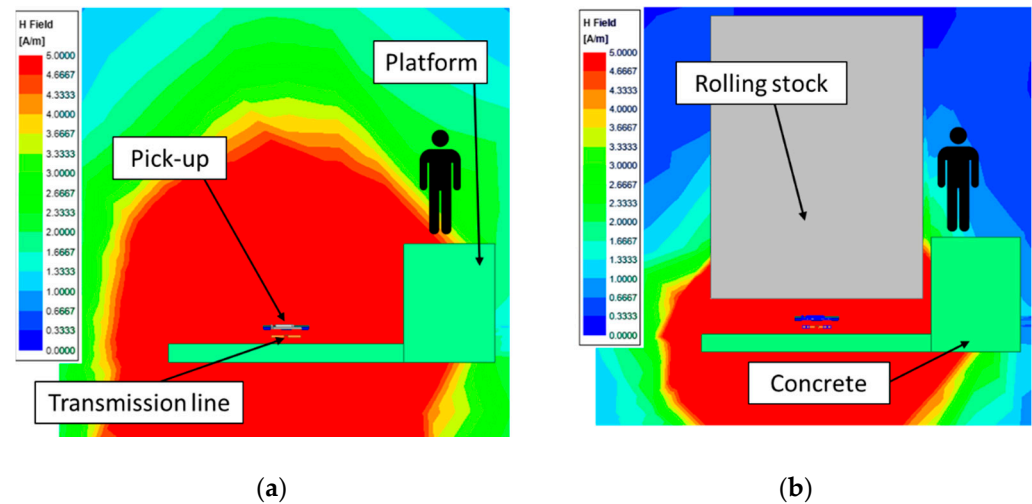 H Field
[A/m]
5.0000
4.6667
4.3333
4.0000
3.6667
3.3333
3.0000
2.6667
2.3333
2.0000
1.6667
1.3333
1.0000
0.6667
0.3333
0.0000
Platform
Pick-up
Transmission line
(a)
H Field
[A/m]
5.0000
4.6667
4.3333
4.0000
3.6667
3.3333
3.0000
2.6667
2.3333
2.0000
1.6667
1.3333
1.0000
0.6667
0.3333
0.0000
Rolling stock
Concrete
(b)